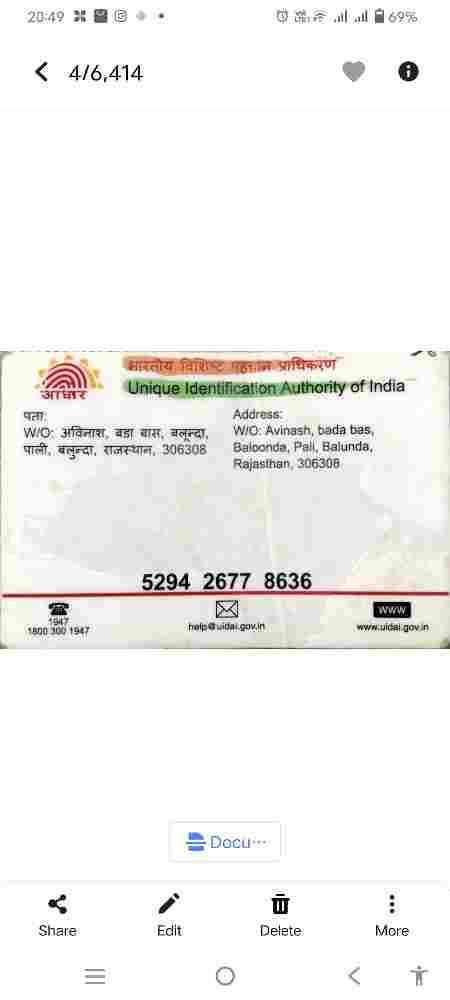 20:49
69%
4/6,414
भारतीय विशिष्ट पहचान प्राधिकरण
Unique Identification Authority of India
आधार
पता:
W/O: अविनाश, बडा बास, बलून्दा,
पाली, बलुन्दा, राजस्थान, 306308
Address:
W/O: Avinash, bada bas,
Baloonda, Pali, Balunda,
Rajasthan, 306308
5294 2677 8636
1947
1800 300 1947
help@uidai.gov.in
WWW
www.uidai.gov.in
Docu...
Share
Edit
Delete
More